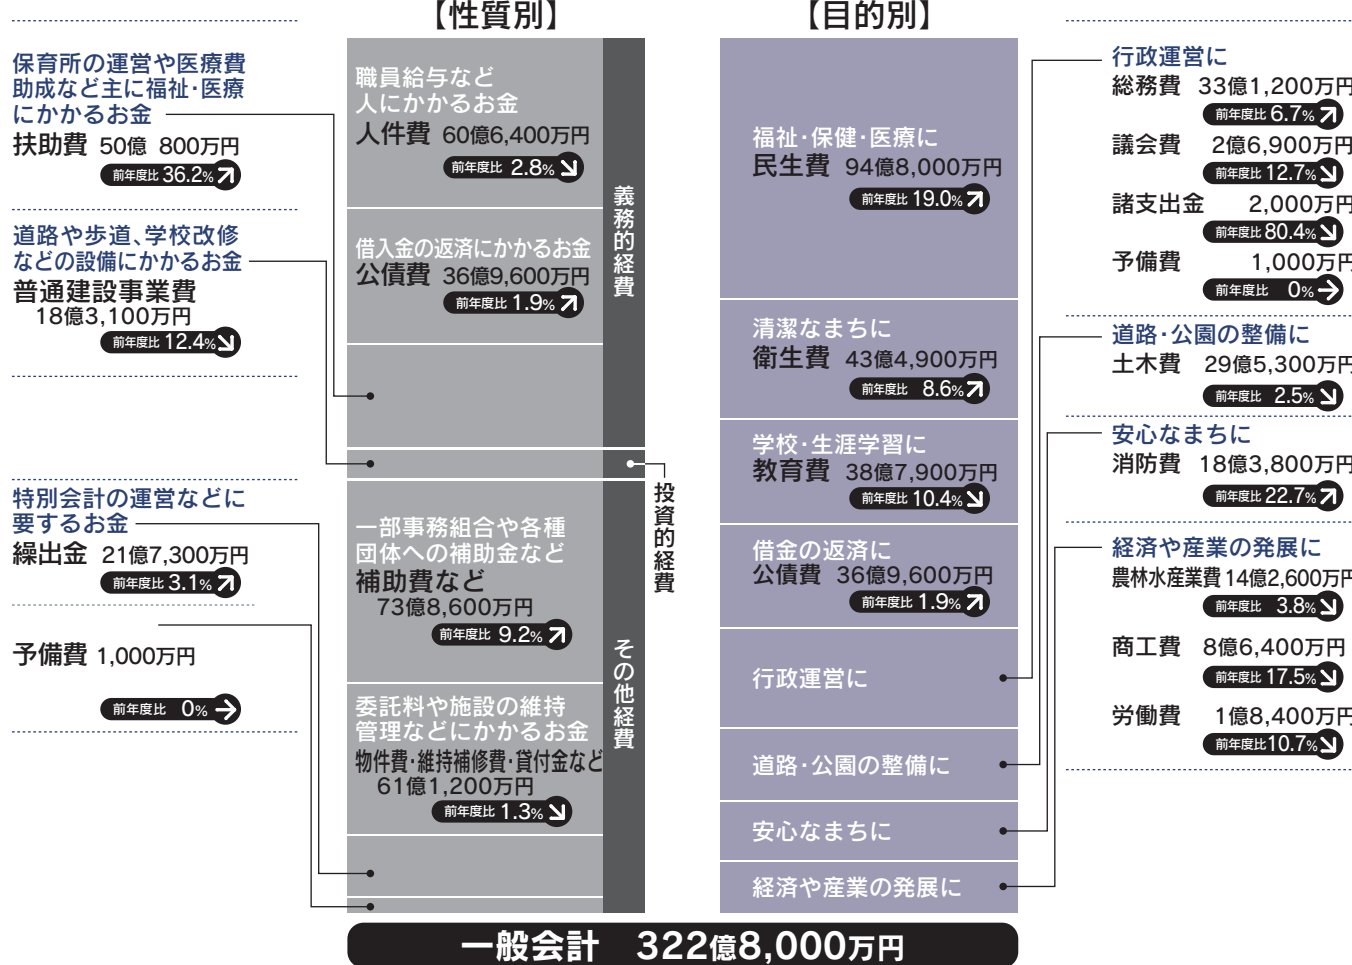 【性質別】
【目的別】
保育所の運営や医療費
助成など主に福祉・医療
にかかるお金
扶助費 50億 800万円
前年度比 36.2%
道路や歩道、学校改修
などの設備にかかるお金
普通建設事業費
18億3,100万円
前年度比 12.4%
特別会計の運営などに
要するお金
繰出金 21億7,300万円
前年度比 3.1%
予備費 1,000万円
前年度比 0%
職員給与など
人にかかるお金
人件費 60億6,400万円
前年度比 2.8%
借入金の返済にかかるお金
公債費 36億9,600万円
前年度比 1.9%
義務的経費
投資的経費
一部事務組合や各種
団体への補助金など
補助費など
73億8,600万円
前年度比 9.2%
委託料や施設の維持
管理などにかかるお金
物件費・維持補修費・貸付金など
61億1,200万円
前年度比 1.3%
その他経費
福祉・保健・医療に
民生費 94億8,000万円
前年度比 19.0%
清潔なまちに
衛生費 43億4,900万円
前年度比 8.6%
学校・生涯学習に
教育費 38億7,900万円
前年度比 10.4%
借金の返済に
公債費 36億9,600万円
前年度比 1.9%
行政運営に
道路・公園の整備に
安心なまちに
経済や産業の発展に
行政運営に
総務費 33億1,200万円
前年度比 6.7%
議会費 2億6,900万円
前年度比 12.7%
諸支出金 2,000万円
前年度比 80.4%
予備費 1,000万円
前年度比 0%
道路・公園の整備に
土木費 29億5,300万円
前年度比 2.5%
安心なまちに
消防費 18億3,800万円
前年度比 22.7%
経済や産業の発展に
農林水産業費 14億2,600万円
前年度比 3.8%
商工費 8億6,400万円
前年度比 17.5%
労働費 1億8,400万円
前年度比 10.7%
一般会計 322億8,000万円